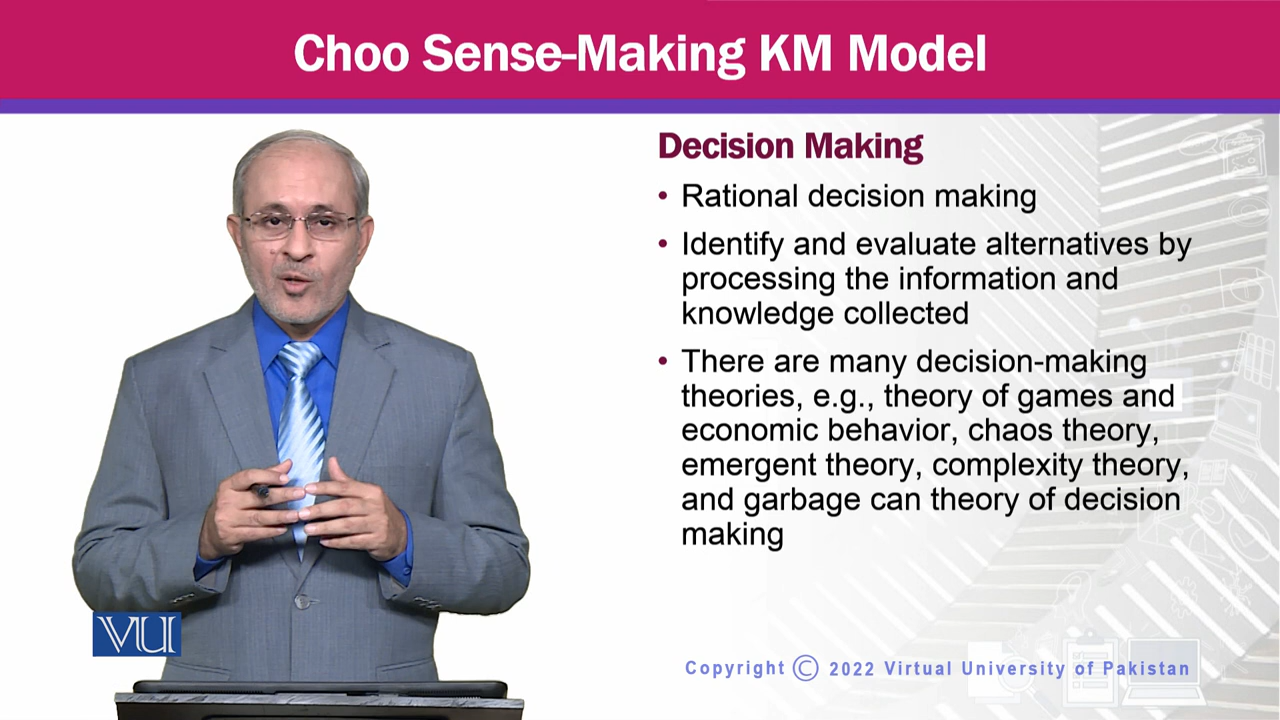 Choo Sense-Making KM Model
Decision Making
• Rational decision making
• Identify and evaluate alternatives by
processing the information and
knowledge collected
• There are many decision-making
theories, e.g., theory of games and
economic behavior, chaos theory,
emergent theory, complexity theory,
and garbage can theory of decision
making
VU
Copyright © 2022 Virtual University of Pakistan